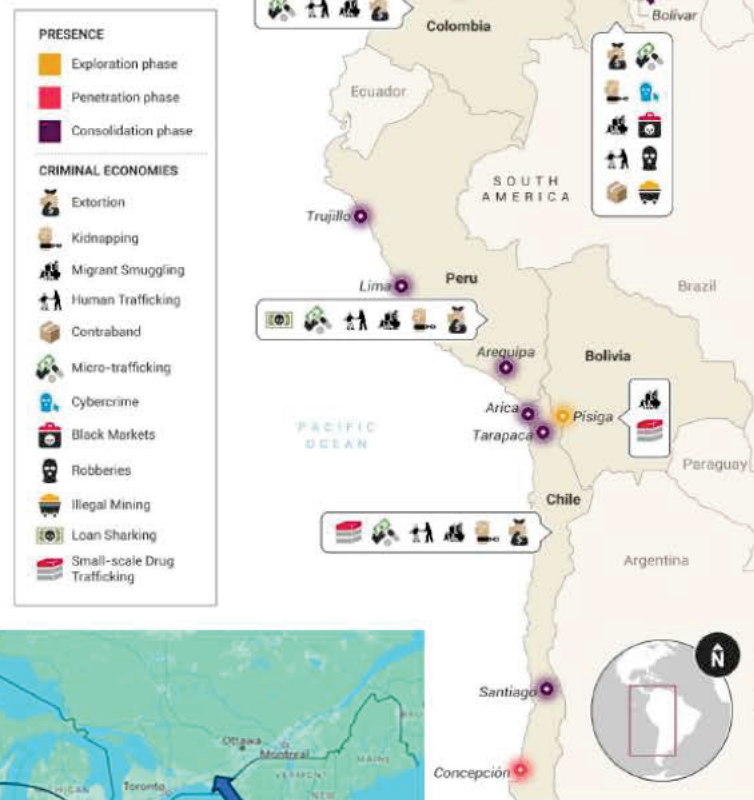 PRESENCE
Exploration phase
Penetration phase
Consolidation phase
CRIMINAL ECONOMIES
Extortion
Kidnapping
Migrant Smuggling
Human Trafficking
Contraband
Micro-trafficking
Cybercrime
Black Markets
Robberies
Illegal Mining
Loan Sharking
Small-scale Drug
Trafficking
Colombia
Bolívar
Ecuador
SOUTH
AMERICA
Trujillo
Lima
Peru
Brazil
Arequipa
Bolivia
Arica
Pisiga
Tarapacá
PACIFIC
OCEAN
Paraguay
Chile
Argentina
N
Santiago
Concepción
Ottawa
Montreal
MAINE
VERMONT
Toronto
NEW